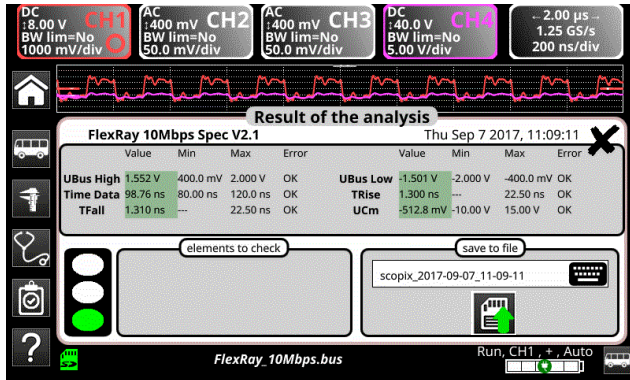 DC
↕8.00 V CH1
BW lim=No
1000 mV/div
AC
↕400 mV CH2
BW lim=No
50.0 mV/div
AC
↕400 mV CH3
BW lim=No
50.0 mV/div
DC
↕40.0 V CH4
BW lim=No
5.00 V/div
←2.00 µs→
1.25 GS/s
200 ns/div
Result of the analysis
FlexRay 10Mbps Spec V2.1 Thu Sep 7 2017, 11:09:11
Value Min Max Error Value Min Max Error
UBus High 1.552 V 400.0 mV 2.000 V OK UBus Low -1.501 V -2.000 V -400.0 mV OK
Time Data 98.76 ns 80.00 ns 120.0 ns OK TRise 1.300 ns --- 22.50 ns OK
TFall 1.310 ns --- 22.50 ns OK UCm -512.8 mV -10.00 V 15.00 V OK
elements to check save to file
scopix_2017-09-07_11-09-11
?
FlexRay_10Mbps.bus
Run, CH1 , + , Auto